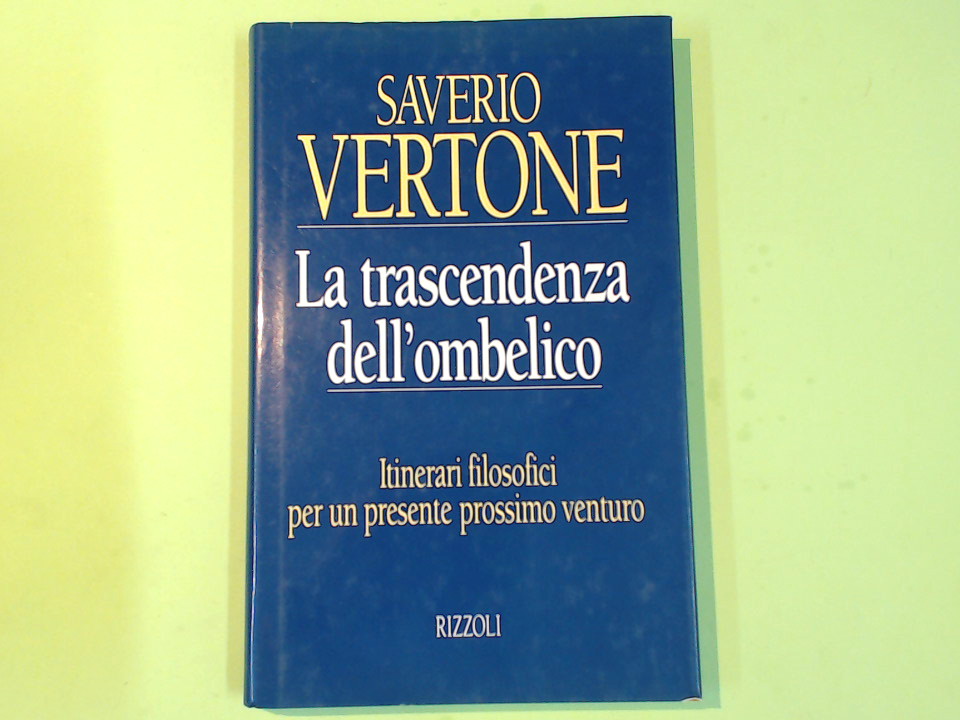 SAVERIO
VERTONE
La trascendenza
dell'ombelico
Itinerari filosofici
per un presente prossimo venturo
RIZZOLI